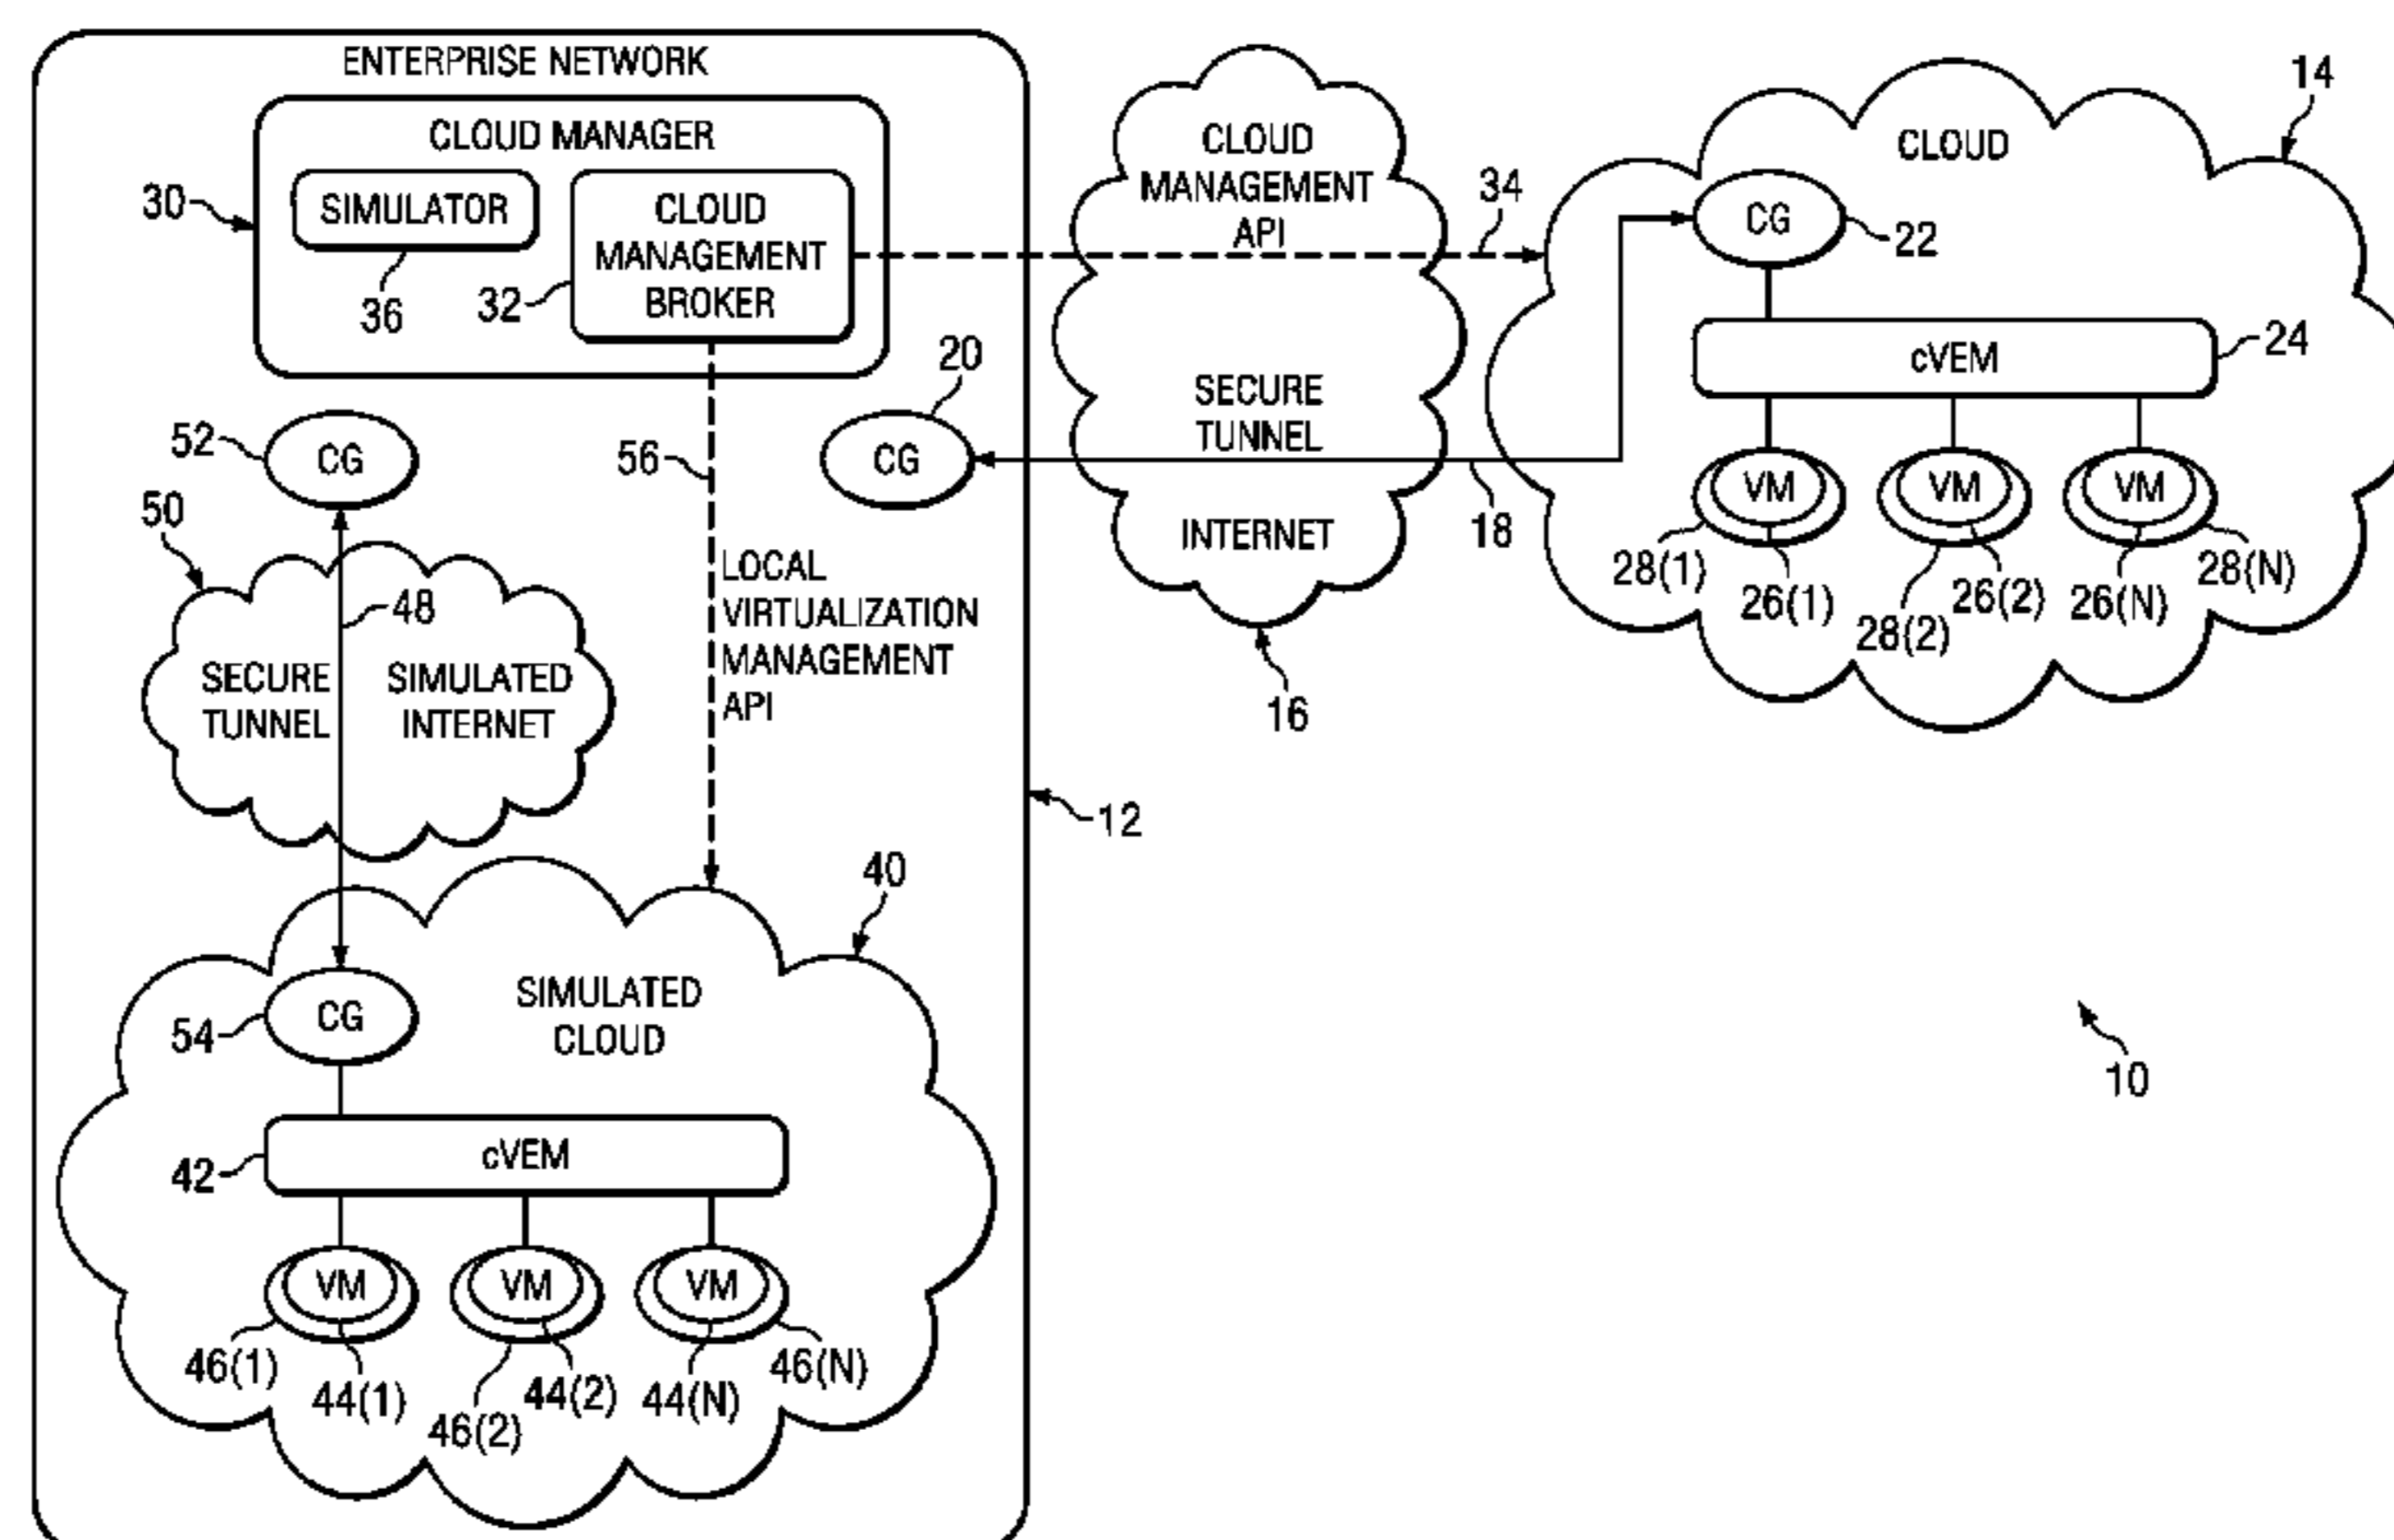 ENTERPRISE NETWORK
CLOUD MANAGER
30
SIMULATOR
36
32
CLOUD
MANAGEMENT
BROKER
52
CG
56
20
CG
50
48
SECURE
TUNNEL
SIMULATED
INTERNET
LOCAL
VIRTUALIZATION
MANAGEMENT
API
12
40
54
CG
SIMULATED
CLOUD
42
cVEM
VM
VM
VM
46(1)
44(1)
46(2)
44(2)
44(N)
46(N)
CLOUD
MANAGEMENT
API
34
SECURE
TUNNEL
18
INTERNET
16
14
CLOUD
CG
22
cVEM
24
VM
VM
VM
28(1)
26(1)
28(2)
26(2)
26(N)
28(N)
10